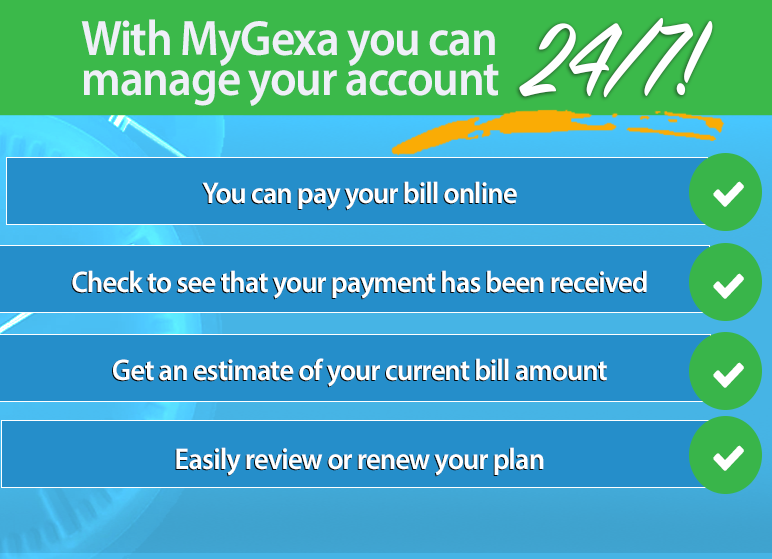 With MyGexa you can
manage your account 24/7!
You can pay your bill online
Check to see that your payment has been received
Get an estimate of your current bill amount
Easily review or renew your plan